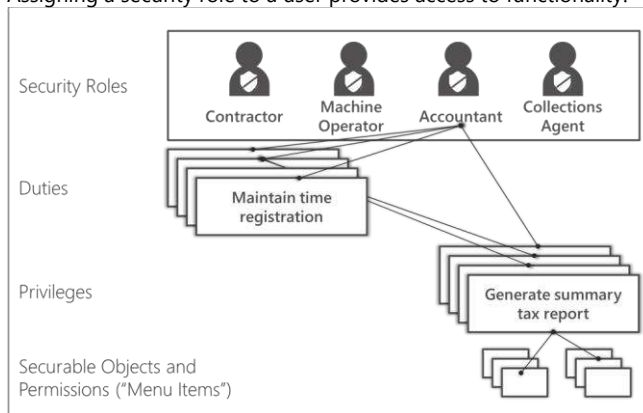 Assigning a security role to a user provides access to functionality.
Security Roles
Contractor
Machine
Operator
Accountant
Collections
Agent
Duties
Maintain time
registration
Privileges
Generate summary
tax report
Securable Objects and
Permissions (“Menu Items”)